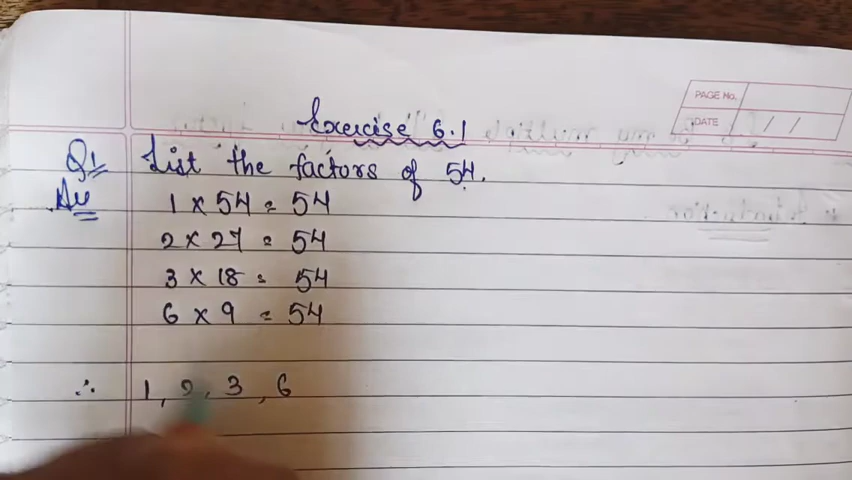 PAGE No.
DATE / /
Exercise 6.1
Q1 List the factors of 54.
Ans 1 × 54 = 54
2 × 27 = 54
3 × 18 = 54
6 × 9 = 54
∴ 1, 2, 3, 6